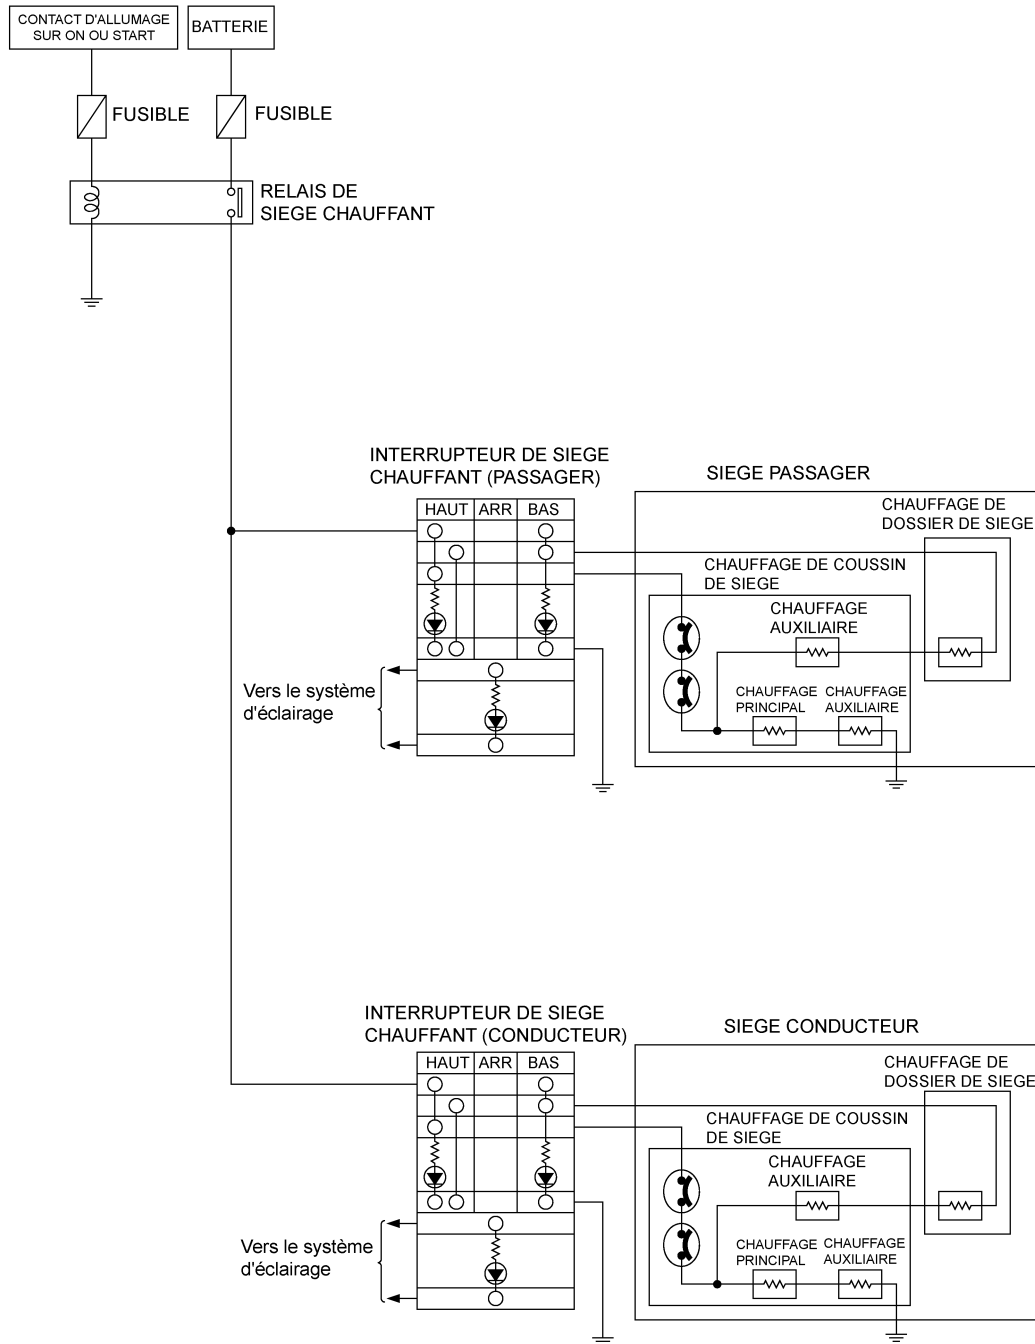 CONTACT D'ALLUMAGE
SUR ON OU START
BATTERIE
FUSIBLE
FUSIBLE
RELAIS DE
SIEGE CHAUFFANT
INTERRUPTEUR DE SIEGE
CHAUFFANT (PASSAGER)
SIEGE PASSAGER
HAUT
ARR
BAS
CHAUFFAGE DE
DOSSIER DE SIEGE
CHAUFFAGE DE COUSSIN
DE SIEGE
CHAUFFAGE
AUXILIAIRE
Vers le système
d'éclairage
CHAUFFAGE
PRINCIPAL
CHAUFFAGE
AUXILIAIRE
INTERRUPTEUR DE SIEGE
CHAUFFANT (CONDUCTEUR)
SIEGE CONDUCTEUR
HAUT
ARR
BAS
CHAUFFAGE DE
DOSSIER DE SIEGE
CHAUFFAGE DE COUSSIN
DE SIEGE
CHAUFFAGE
AUXILIAIRE
Vers le système
d'éclairage
CHAUFFAGE
PRINCIPAL
CHAUFFAGE
AUXILIAIRE